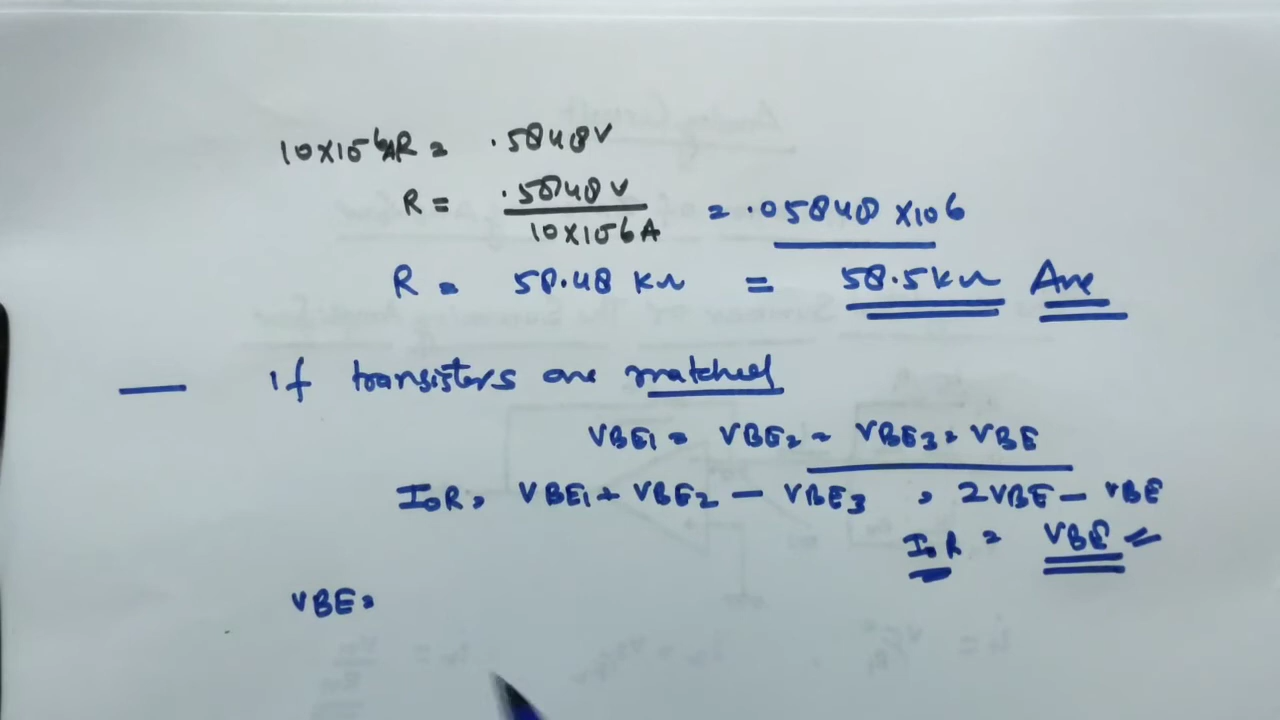 10×10⁻⁶A R = .5848V
R = .5848V / 10×10⁻⁶A = .05848 ×10⁶
R = 58.48 KΩ = 58.5KΩ Ans
— If transistors are matched
VBE1 = VBE2 = VBE3 = VBE
IoR = VBE1 + VBE2 — VBE3 = 2VBE — VBE
IoR = VBE
VBE =